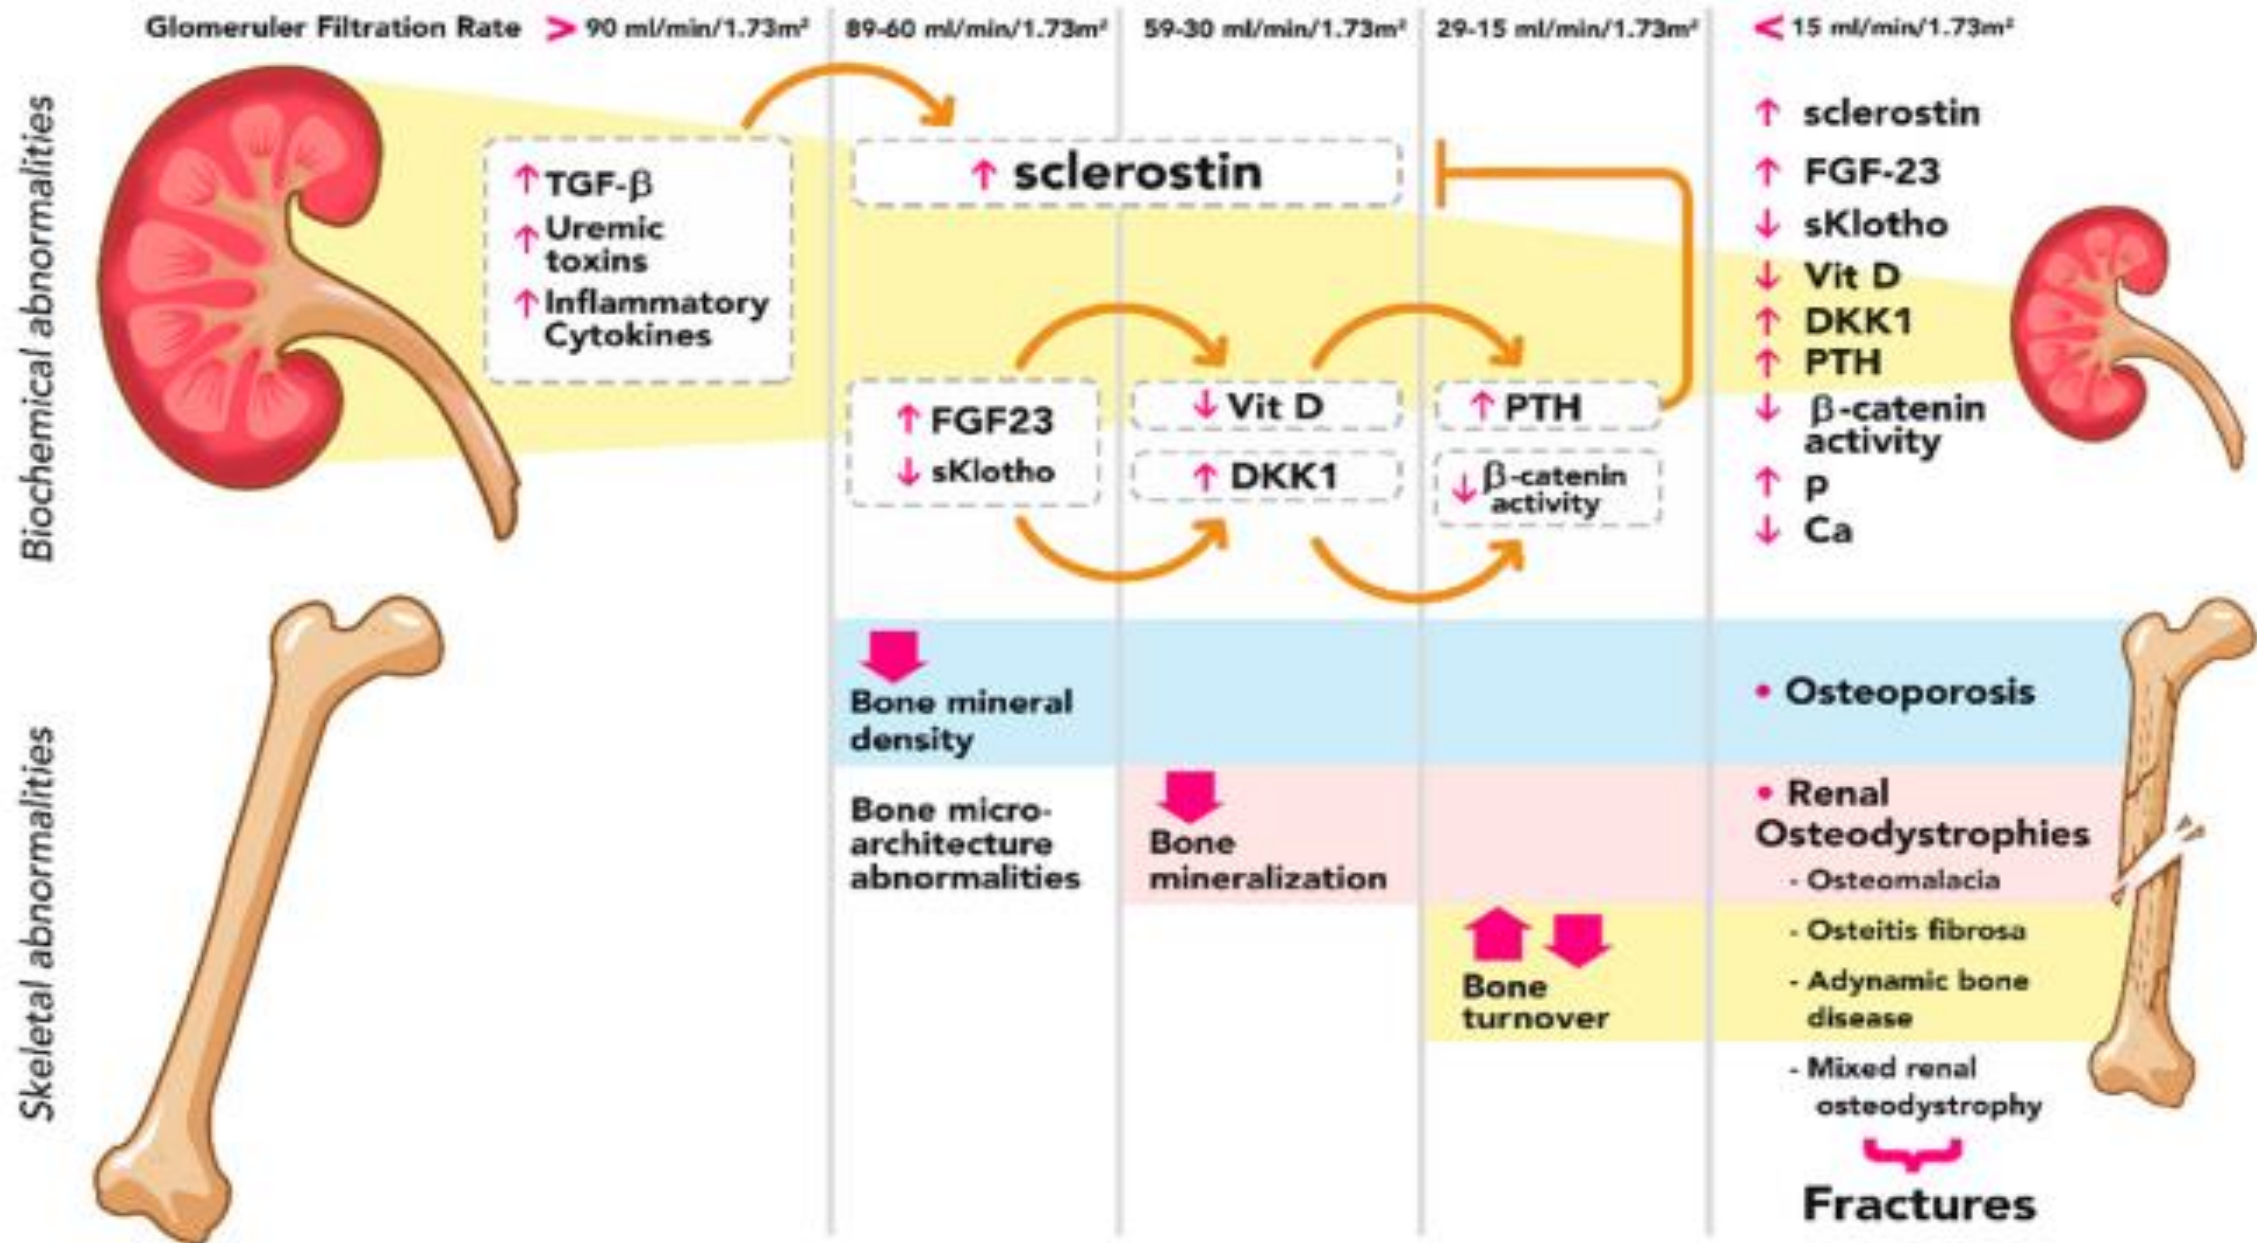 Glomeruler Filtration Rate > 90 ml/min/1.73m²
89-60 ml/min/1.73m²
59-30 ml/min/1.73m²
29-15 ml/min/1.73m²
< 15 ml/min/1.73m²
Biochemical abnormalities
↑ TGF-β
↑ Uremic
toxins
↑ Inflammatory
Cytokines
↑ sclerostin
↑ FGF23
↓ sKlotho
↓ Vit D
↑ DKK1
↑ PTH
↓ β-catenin
activity
↑ sclerostin
↑ FGF-23
↓ sKlotho
↓ Vit D
↑ DKK1
↑ PTH
↓ β-catenin
activity
↑ P
↓ Ca
Skeletal abnormalities
Bone mineral
density
Bone micro-
architecture
abnormalities
Bone
mineralization
Bone
turnover
• Osteoporosis
• Renal
Osteodystrophies
- Osteomalacia
- Osteitis fibrosa
- Adynamic bone
disease
- Mixed renal
osteodystrophy
Fractures